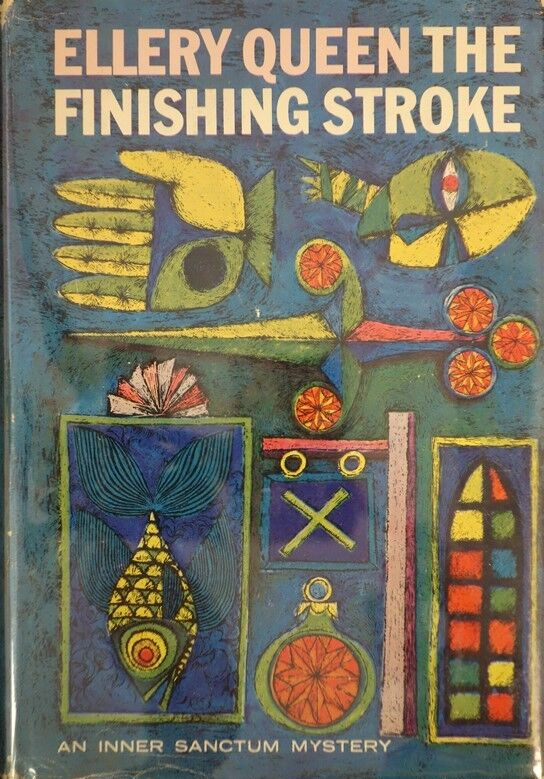 ELLERY QUEEN THE
FINISHING STROKE
AN INNER SANCTUM MYSTERY